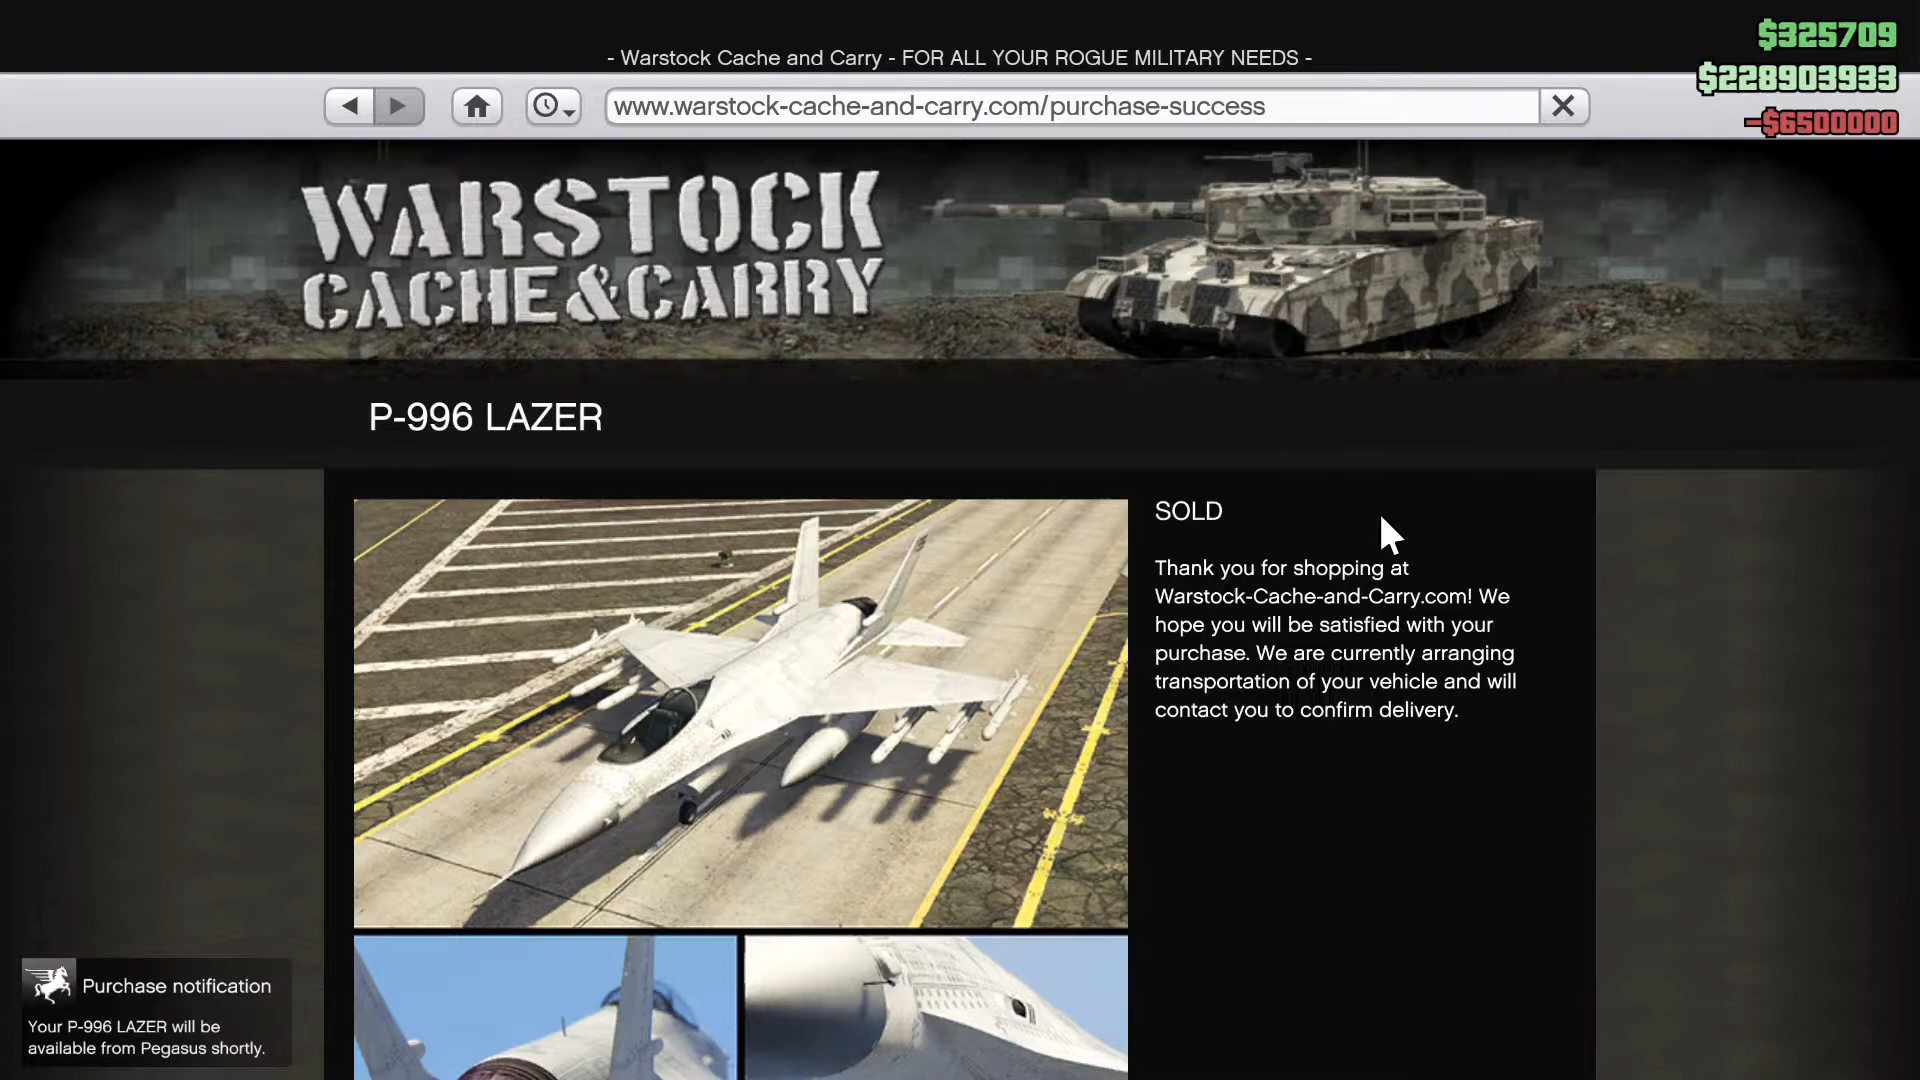 - Warstock Cache and Carry - FOR ALL YOUR ROGUE MILITARY NEEDS -
$325709
$228903933
-$6500000
www.warstock-cache-and-carry.com/purchase-success
WARSTOCK
CACHE&CARRY
P-996 LAZER
SOLD
Thank you for shopping at
Warstock-Cache-and-Carry.com! We
hope you will be satisfied with your
purchase. We are currently arranging
transportation of your vehicle and will
contact you to confirm delivery.
Purchase notification
Your P-996 LAZER will be
available from Pegasus shortly.